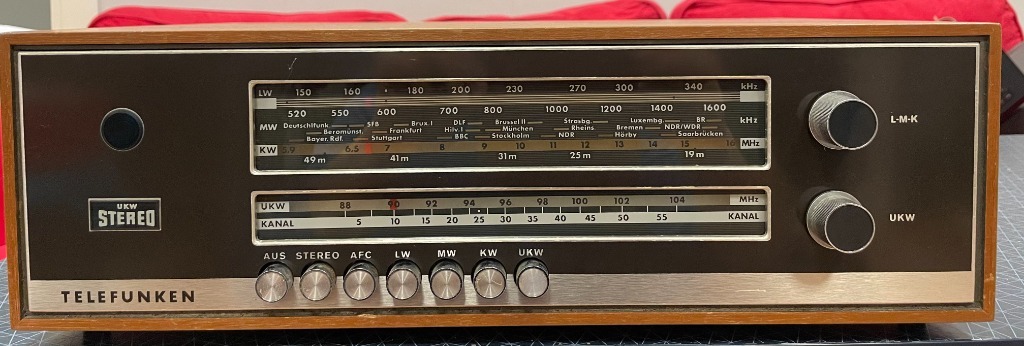 LW 150 160 180 200 230 270 300 340 kHz
520 550 600 700 800 1000 1200 1400 1600
MW kHz
Deutschlfunk SFB Brux. I DLF Brussel II Strasbg. Luxembg. BR
Beromünst. Frankfurt Hilv. I München Rheins Bremen NDR/WDR
Bayer. Rdf. Stuttgart BBC Stockholm NDR Hörby Saarbrücken
KW 5.9 6.5 7 8 9 10 11 12 13 14 15 16 MHz
49 m 41 m 31 m 25 m 19 m
L-M-K
UKW
STEREO
UKW 88 90 92 94 96 98 100 102 104 MHz
KANAL 5 10 15 20 25 30 35 40 45 50 55 KANAL
UKW
AUS STEREO AFC LW MW KW UKW
TELEFUNKEN